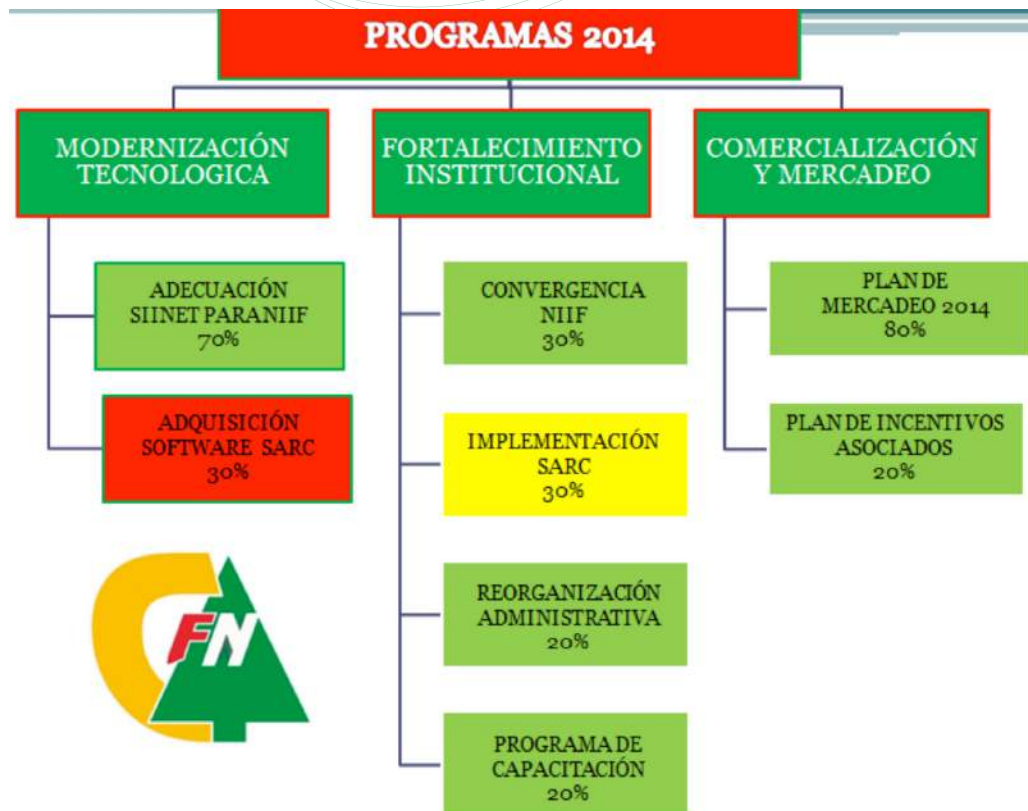 PROGRAMAS 2014
MODERNIZACIÓN
TECNOLOGICA
ADECUACIÓN
SIINET PARANIIF
70%
ADQUISICIÓN
SOFTWARE SARC
30%
FORTALECIMIENTO
INSTITUCIONAL
CONVERGENCIA
NIIF
30%
IMPLEMENTACIÓN
SARC
30%
REORGANIZACIÓN
ADMINISTRATIVA
20%
PROGRAMA DE
CAPACITACIÓN
20%
COMERCIALIZACIÓN
Y MERCADEO
PLAN DE
MERCADEO 2014
80%
PLAN DE INCENTIVOS
ASOCIADOS
20%
CFN